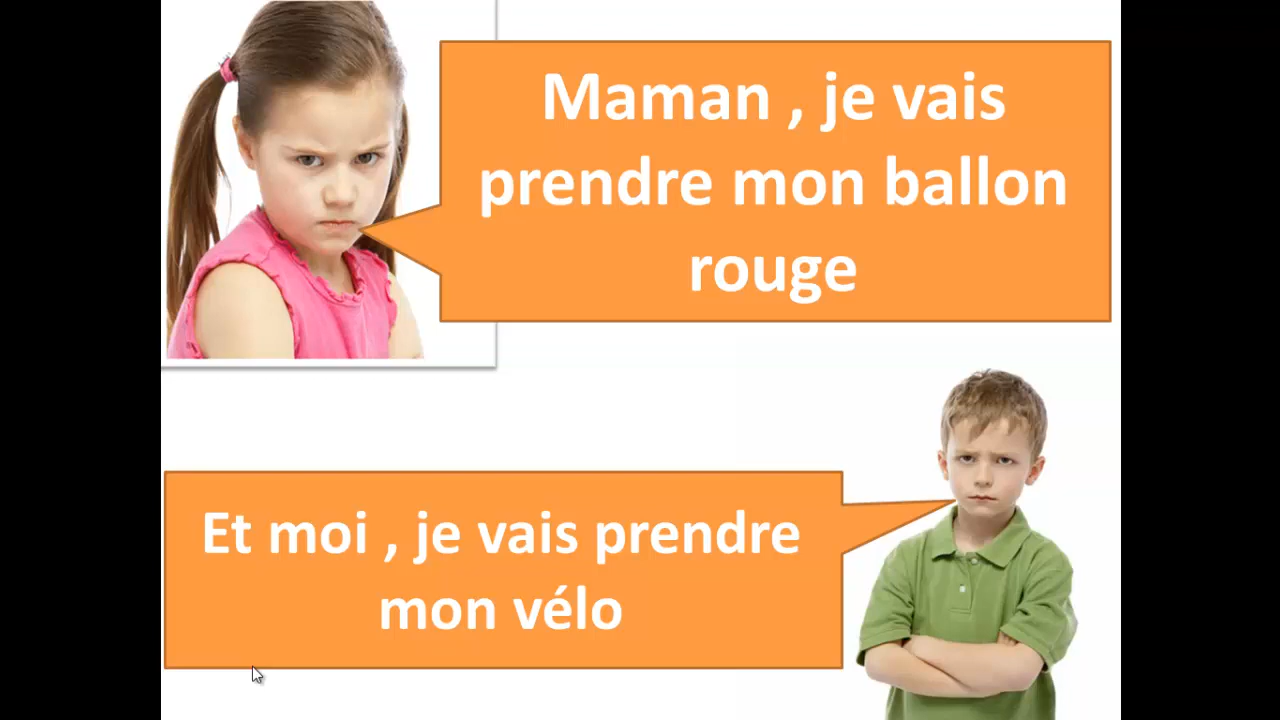 Maman , je vais
prendre mon ballon
rouge
Et moi , je vais prendre
mon vélo